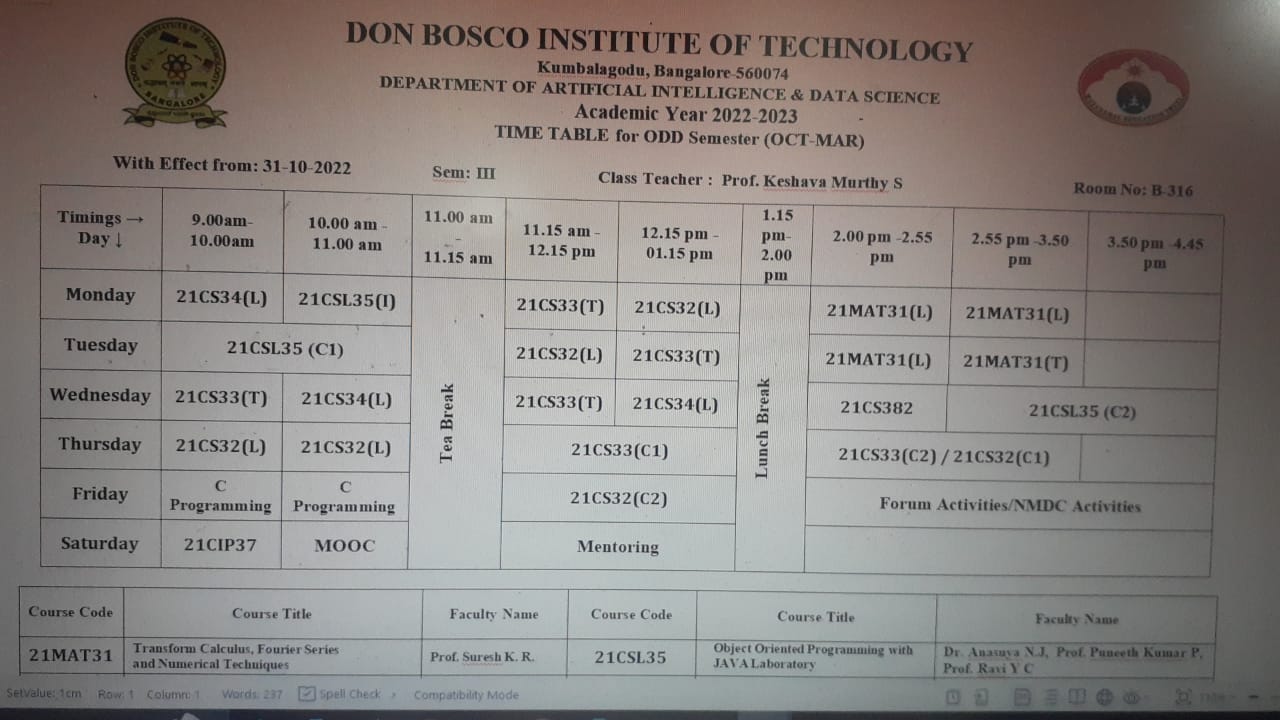 DON BOSCO INSTITUTE OF TECHNOLOGY
Kumbalagodu, Bangalore-560074
DEPARTMENT OF ARTIFICIAL INTELLIGENCE & DATA SCIENCE
Academic Year 2022-2023
TIME TABLE for ODD Semester (OCT-MAR)
DON BOSCO INSTITUTE OF TECHNOLOGY
BANGALORE
With Effect from: 31-10-2022 Sem: III Class Teacher : Prof. Keshava Murthy S Room No: B-316
Timings →
Day ↓
9.00am-
10.00am
10.00 am -
11.00 am
11.00 am
-
11.15 am
11.15 am -
12.15 pm
12.15 pm -
01.15 pm
1.15
pm-
2.00
pm
2.00 pm -2.55
pm
2.55 pm -3.50
pm
3.50 pm -4.45
pm
Monday 21CS34(L) 21CSL35(I) 21CS33(T) 21CS32(L) 21MAT31(L) 21MAT31(L)
Tuesday 21CSL35 (C1) 21CS32(L) 21CS33(T) 21MAT31(L) 21MAT31(T)
Wednesday 21CS33(T) 21CS34(L) 21CS33(T) 21CS34(L) 21CS382 21CSL35 (C2)
Tea Break
Lunch Break
Thursday 21CS32(L) 21CS32(L) 21CS33(C1) 21CS33(C2) / 21CS32(C1)
Friday
C
Programming
C
Programming
21CS32(C2)
Forum Activities/NMDC Activities
Saturday 21CIP37 MOOC Mentoring
Course Code Course Title Faculty Name Course Code Course Title Faculty Name
21MAT31
Transform Calculus, Fourier Series
and Numerical Techniques
Prof. Suresh K. R.
21CSL35
Object Oriented Programming with
JAVA Laboratory
Dr. Anasuya N.J, Prof. Puneeth Kumar P,
Prof. Ravi Y C
SetValue: 1cm Row: 1 Column: 1 Words: 237 Spell Check Compatibility Mode